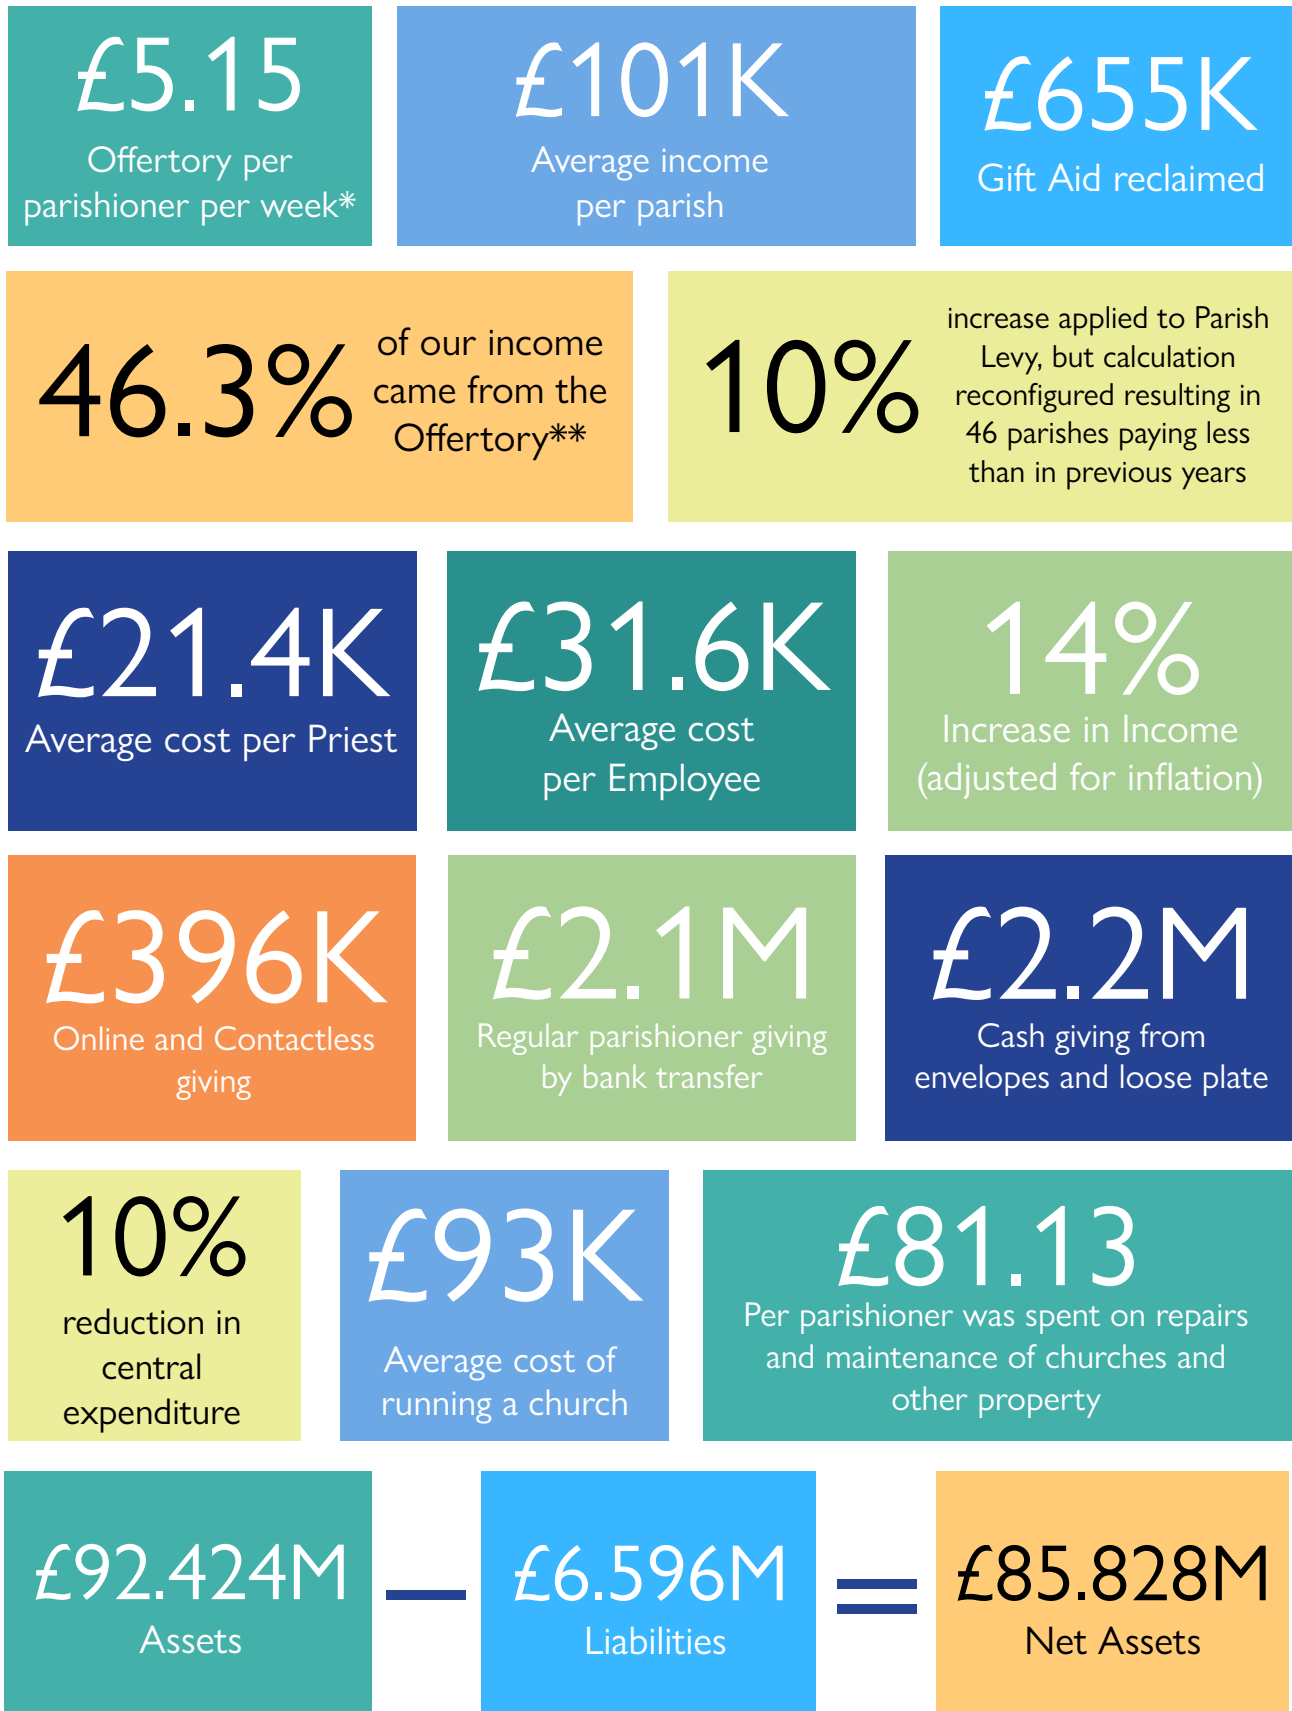 £5.15
Offertory per
parishioner per week*
£101K
Average income
per parish
£655K
Gift Aid reclaimed
46.3%
of our income
came from the
Offertory**
10%
increase applied to Parish
Levy, but calculation
reconfigured resulting in
46 parishes paying less
than in previous years
£21.4K
Average cost per Priest
£31.6K
Average cost
per Employee
14%
Increase in Income
(adjusted for inflation)
£396K
Online and Contactless
giving
£2.1M
Regular parishioner giving
by bank transfer
£2.2M
Cash giving from
envelopes and loose plate
10%
reduction in
central
expenditure
£93K
Average cost of
running a church
£81.13
Per parishioner was spent on repairs
and maintenance of churches and
other property
£92.424M
Assets
–
£6.596M
Liabilities
=
£85.828M
Net Assets